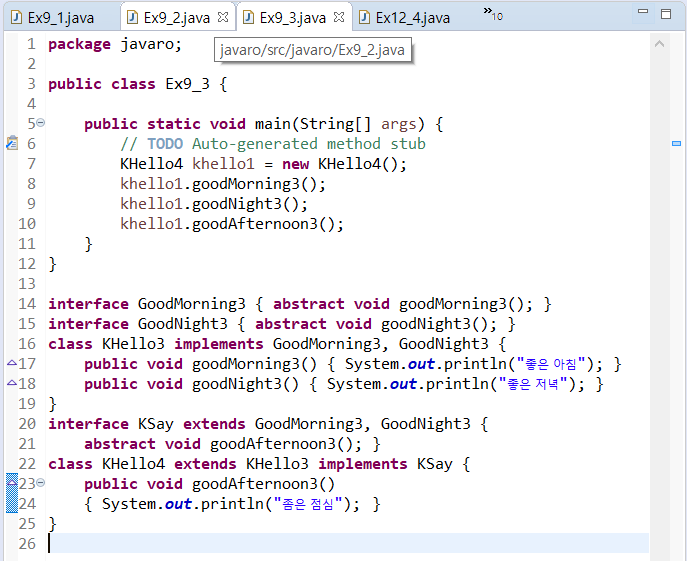 Ex9_1.java Ex9_2.java Ex9_3.java Ex12_4.java »10
javaro/src/javaro/Ex9_2.java
1 package javaro;
2
3 public class Ex9_3 {
4
5 public static void main(String[] args) {
6 // TODO Auto-generated method stub
7 KHello4 khello1 = new KHello4();
8 khello1.goodMorning3();
9 khello1.goodNight3();
10 khello1.goodAfternoon3();
11 }
12 }
13
14 interface GoodMorning3 { abstract void goodMorning3(); }
15 interface GoodNight3 { abstract void goodNight3(); }
16 class KHello3 implements GoodMorning3, GoodNight3 {
17 public void goodMorning3() { System.out.println("좋은 아침"); }
18 public void goodNight3() { System.out.println("좋은 저녁"); }
19 }
20 interface KSay extends GoodMorning3, GoodNight3 {
21 abstract void goodAfternoon3(); }
22 class KHello4 extends KHello3 implements KSay {
23 public void goodAfternoon3()
24 { System.out.println("좀은 점심"); }
25 }
26